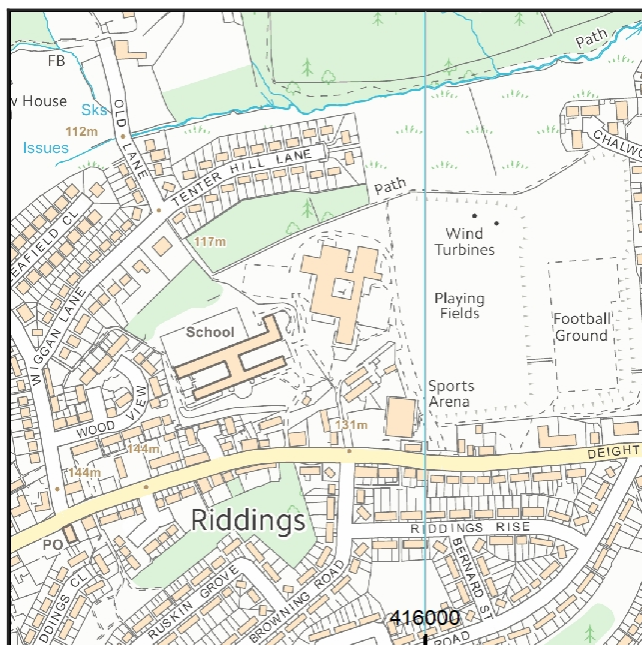 Path
FB
v House
OLD LANE
Sks
112m
Issues
CHALWO
TENTER HILL LANE
Path
EAFIELD CL
117m
Wind
Turbines
Playing
Fields
Football
Ground
School
WIGGAN LANE
Sports
Arena
WOOD VIEW
131m
144m
144m
DEIGHT
Riddings
RIDDINGS RISE
PO
BERNARD ST
DDINGS CL
RUSKIN GROVE
BROWNING ROAD
416000
ROAD